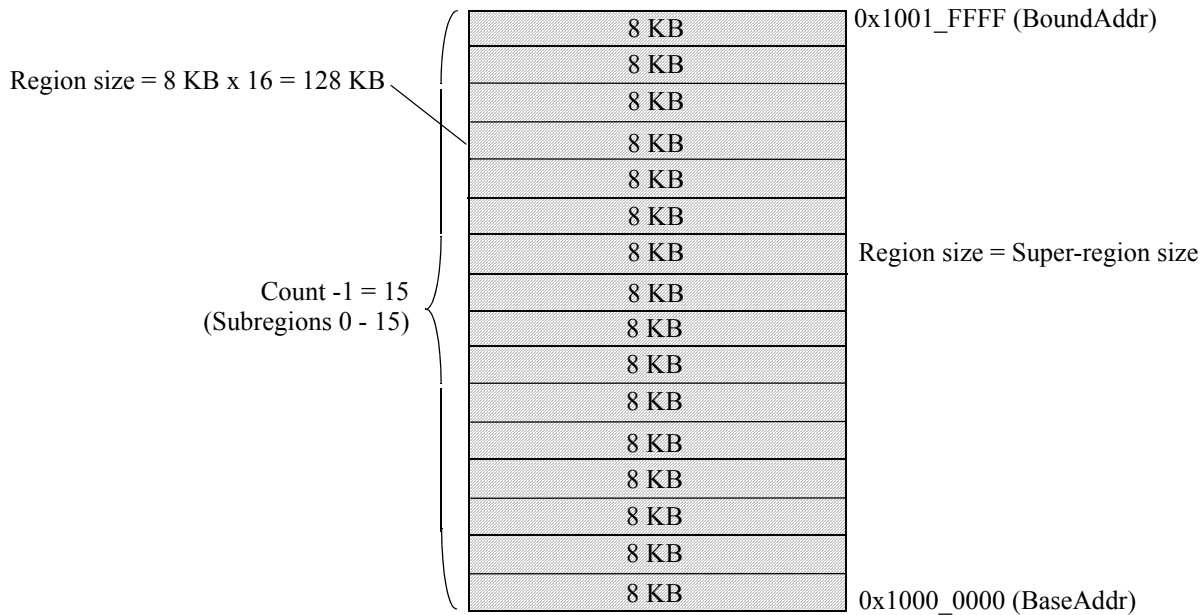 0x1001_FFFF (BoundAddr)
8 KB
8 KB
Region size = 8 KB x 16 = 128 KB
8 KB
8 KB
8 KB
8 KB
8 KB
Region size = Super-region size
Count -1 = 15
(Subregions 0 - 15)
8 KB
8 KB
8 KB
8 KB
8 KB
8 KB
8 KB
8 KB
8 KB
0x1000_0000 (BaseAddr)